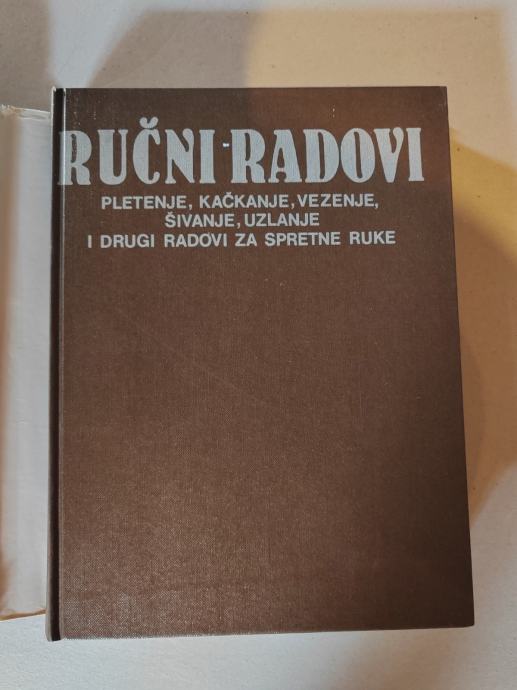 RUČNI RADOVI
PLETENJE, KAČKANJE, VEZENJE,
ŠIVANJE, UZLANJE
I DRUGI RADOVI ZA SPRETNE RUKE